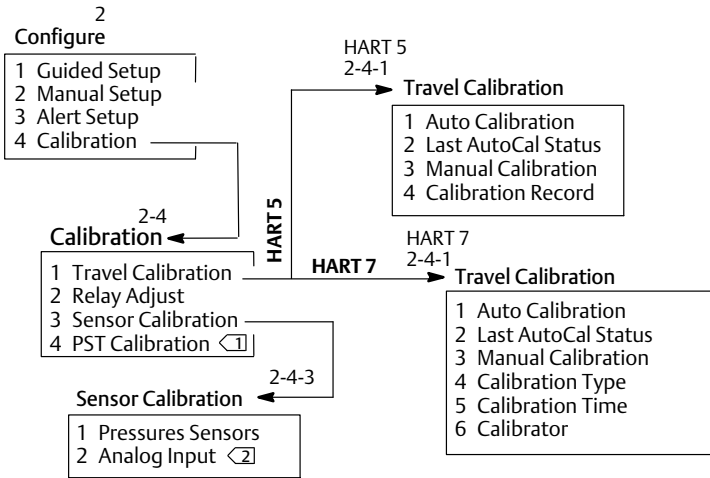 2
Configure
1 Guided Setup
2 Manual Setup
3 Alert Setup
4 Calibration
HART 5
2-4-1
Travel Calibration
1 Auto Calibration
2 Last AutoCal Status
3 Manual Calibration
4 Calibration Record
2-4
Calibration
1 Travel Calibration
2 Relay Adjust
3 Sensor Calibration
4 PST Calibration 1
HART 5
HART 7
HART 7
2-4-1
Travel Calibration
1 Auto Calibration
2 Last AutoCal Status
3 Manual Calibration
4 Calibration Type
5 Calibration Time
6 Calibrator
2-4-3
Sensor Calibration
1 Pressures Sensors
2 Analog Input 2